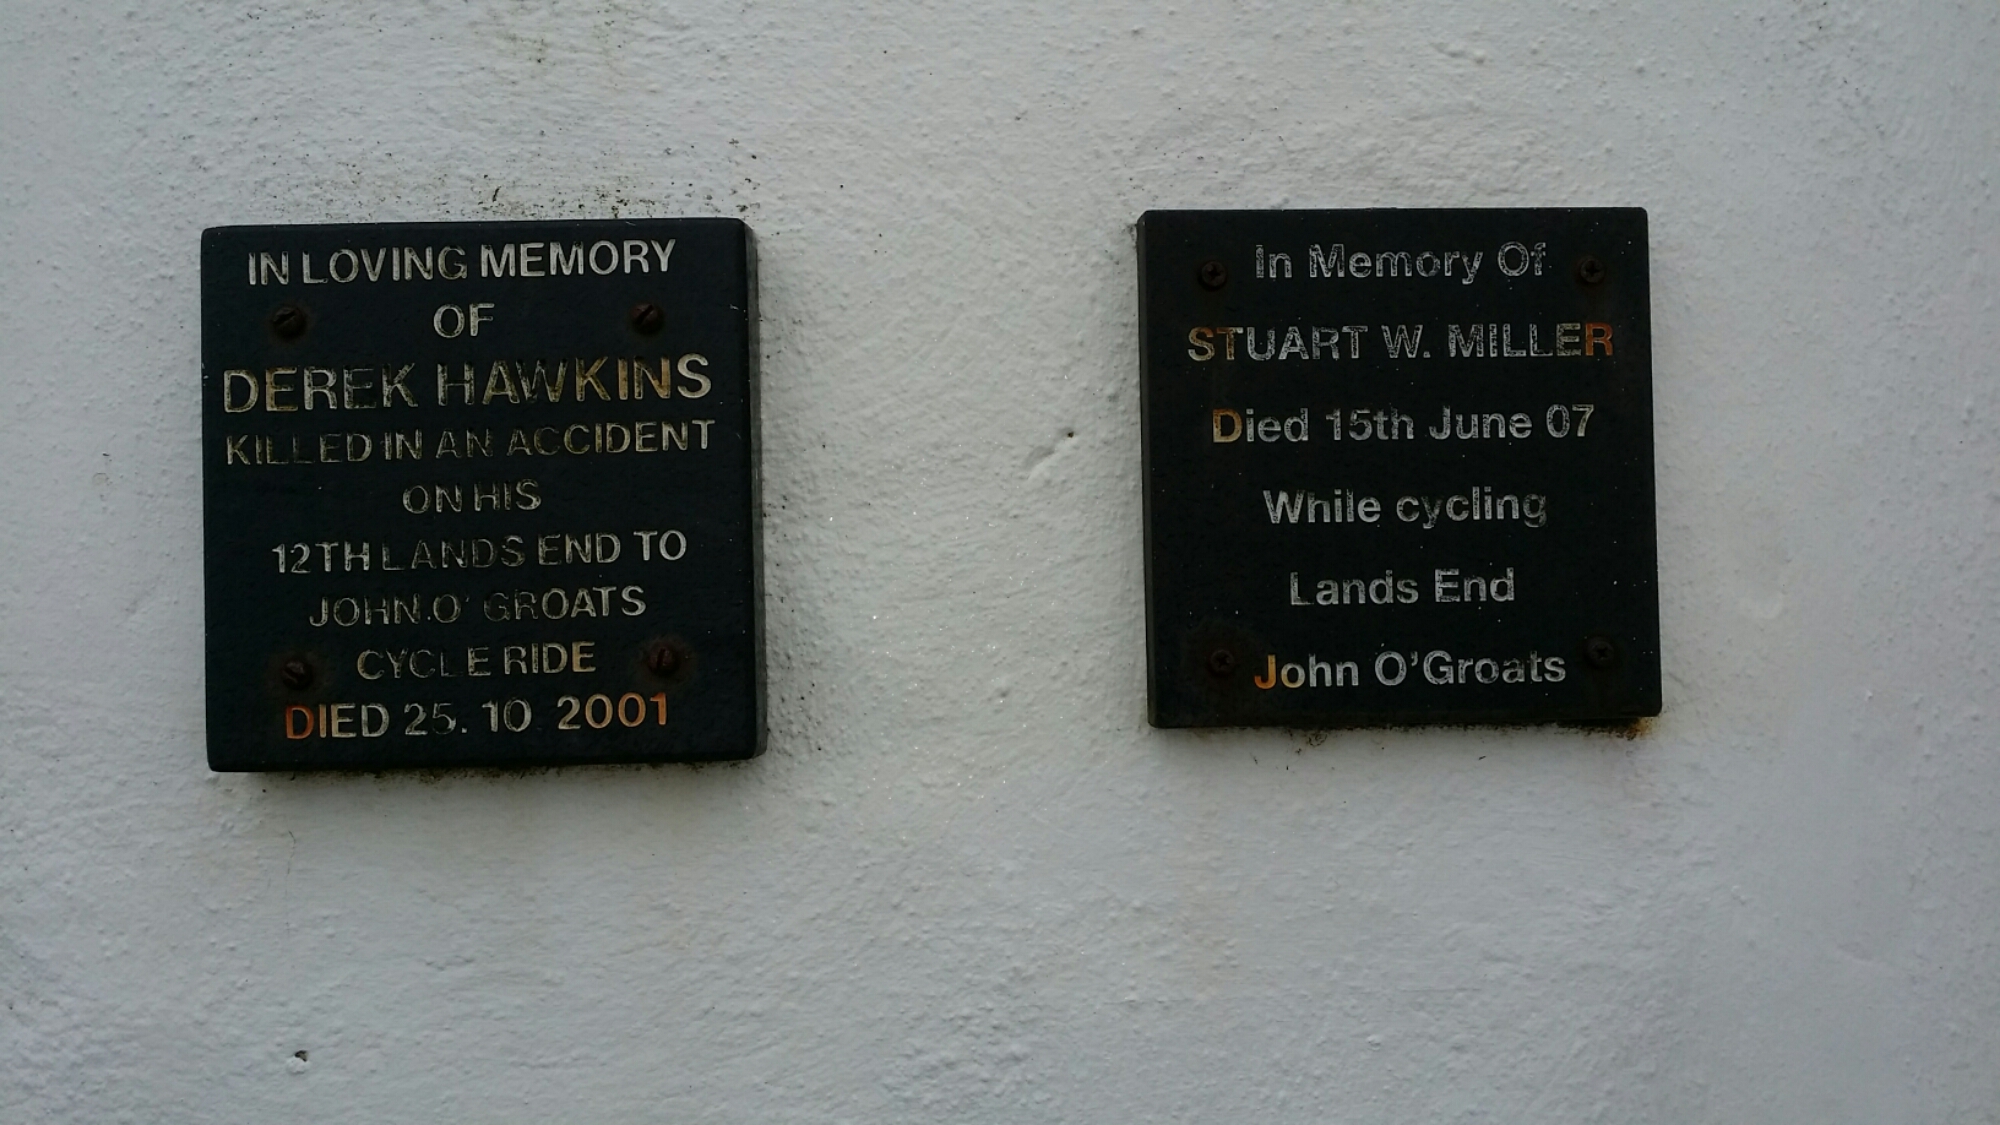 IN LOVING MEMORY
OF
DEREK HAWKINS
KILLED IN AN ACCIDENT
ON HIS
12TH LANDS END TO
JOHN.O' GROATS
CYCLE RIDE
DIED 25. 10 2001
In Memory Of
STUART W. MILLER
Died 15th June 07
While cycling
Lands End
John O'Groats